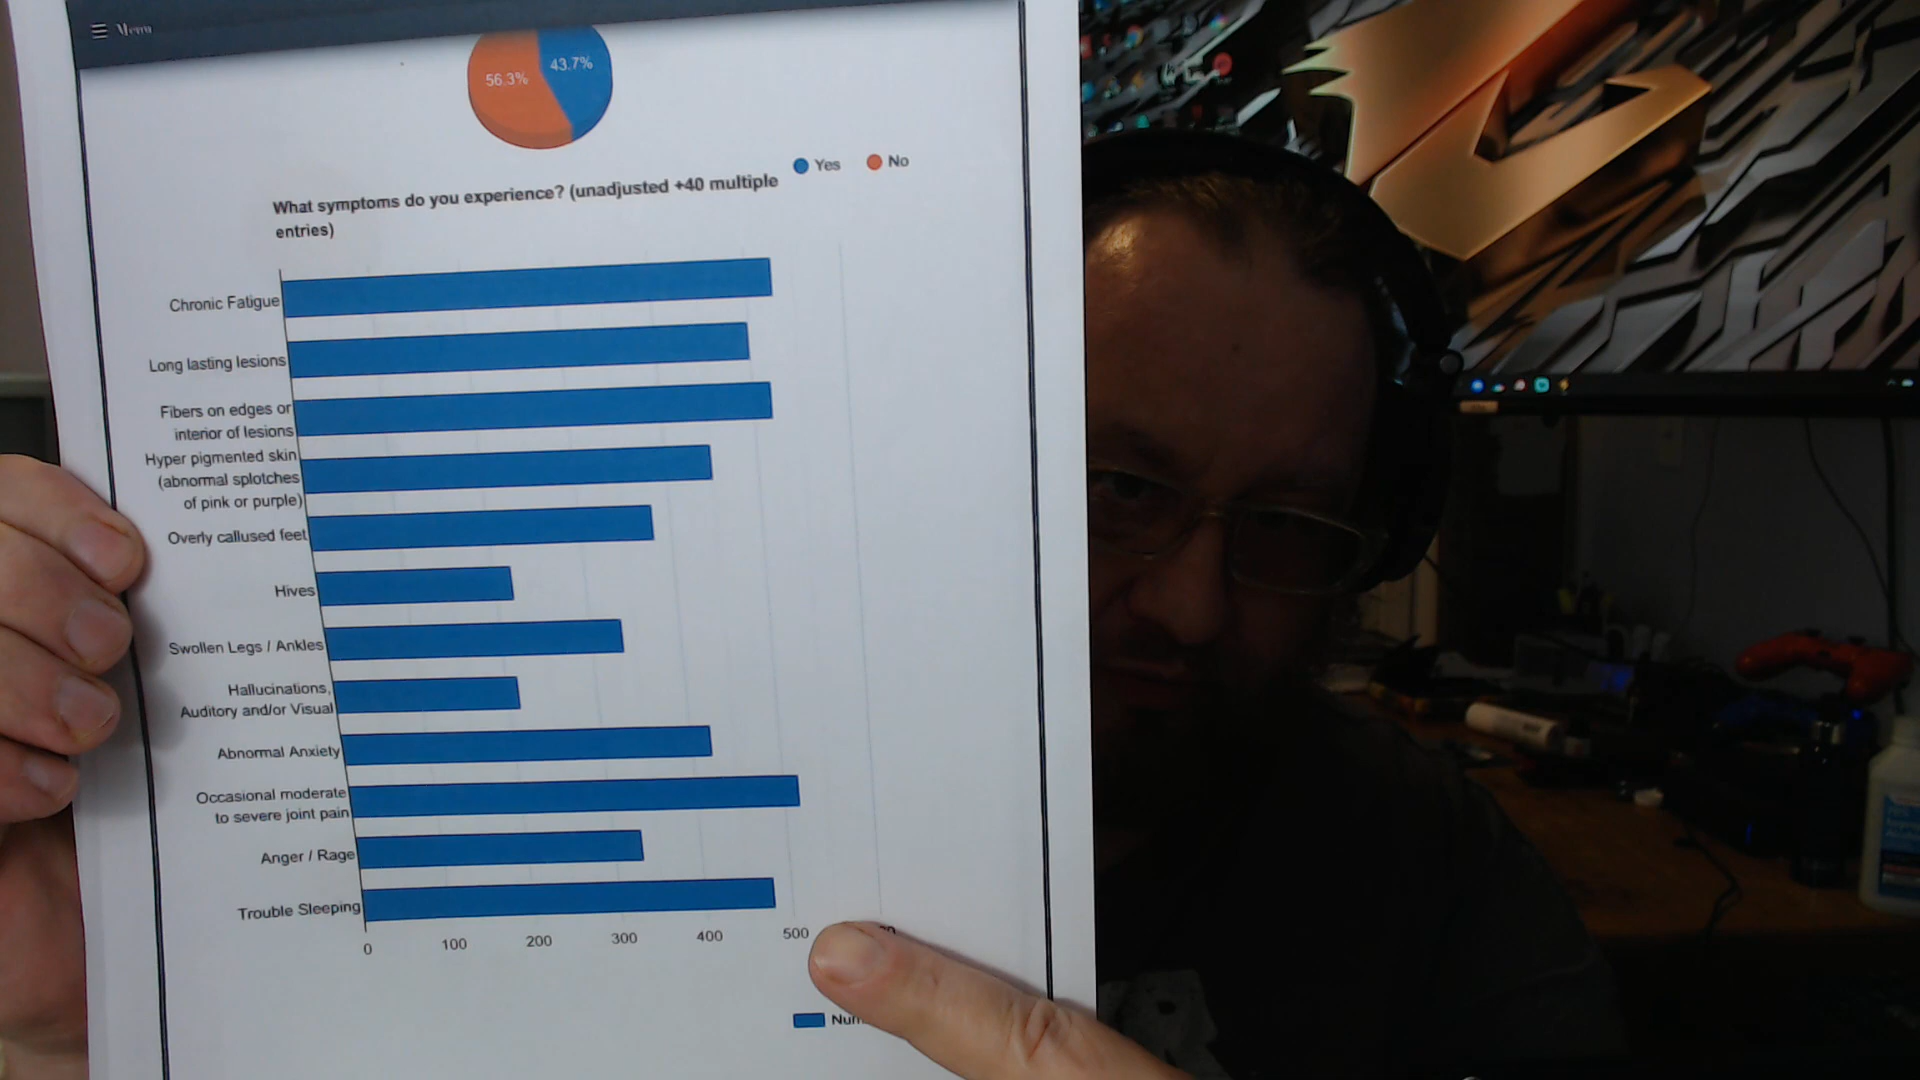 Menu
56.3%
43.7%
Yes
No
What symptoms do you experience? (unadjusted +40 multiple
entries)
Chronic Fatigue
Long lasting lesions
Fibers on edges or
interior of lesions
Hyper pigmented skin
(abnormal splotches
of pink or purple)
Overly callused feet
Hives
Swollen Legs / Ankles
Hallucinations,
Auditory and/or Visual
Abnormal Anxiety
Occasional moderate
to severe joint pain
Anger / Rage
Trouble Sleeping
0
100
200
300
400
500